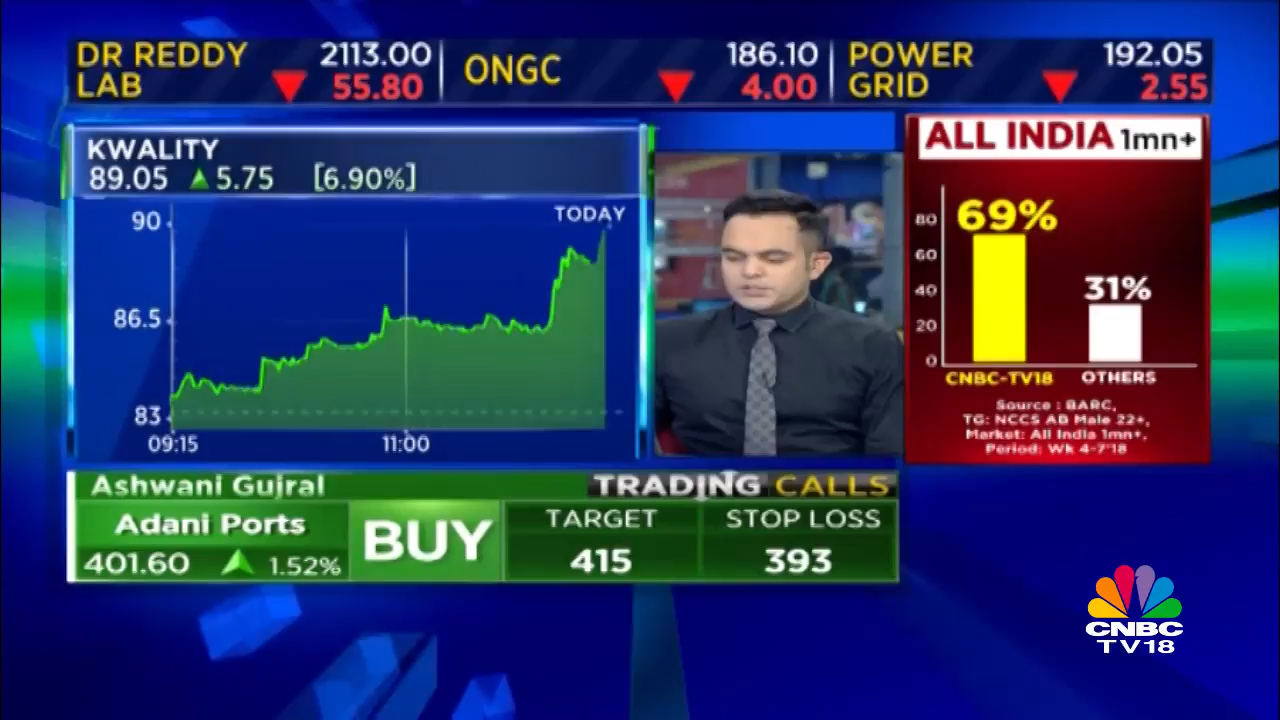 DR REDDY LAB 2113.00 55.80
ONGC 186.10 4.00
POWER GRID 192.05 2.55
KWALITY
89.05 5.75 [6.90%]
TODAY
90
86.5
83
09:15 11:00
ALL INDIA 1mn+
80
60
40
20
0
69%
31%
CNBC-TV18 OTHERS
Source : BARC,
TG: NCCS AB Male 22+,
Market: All India 1mn+,
Period: Wk 4-7'18
Ashwani Gujral TRADING CALLS
Adani Ports
401.60 1.52%
BUY
TARGET STOP LOSS
415 393
CNBC
TV18